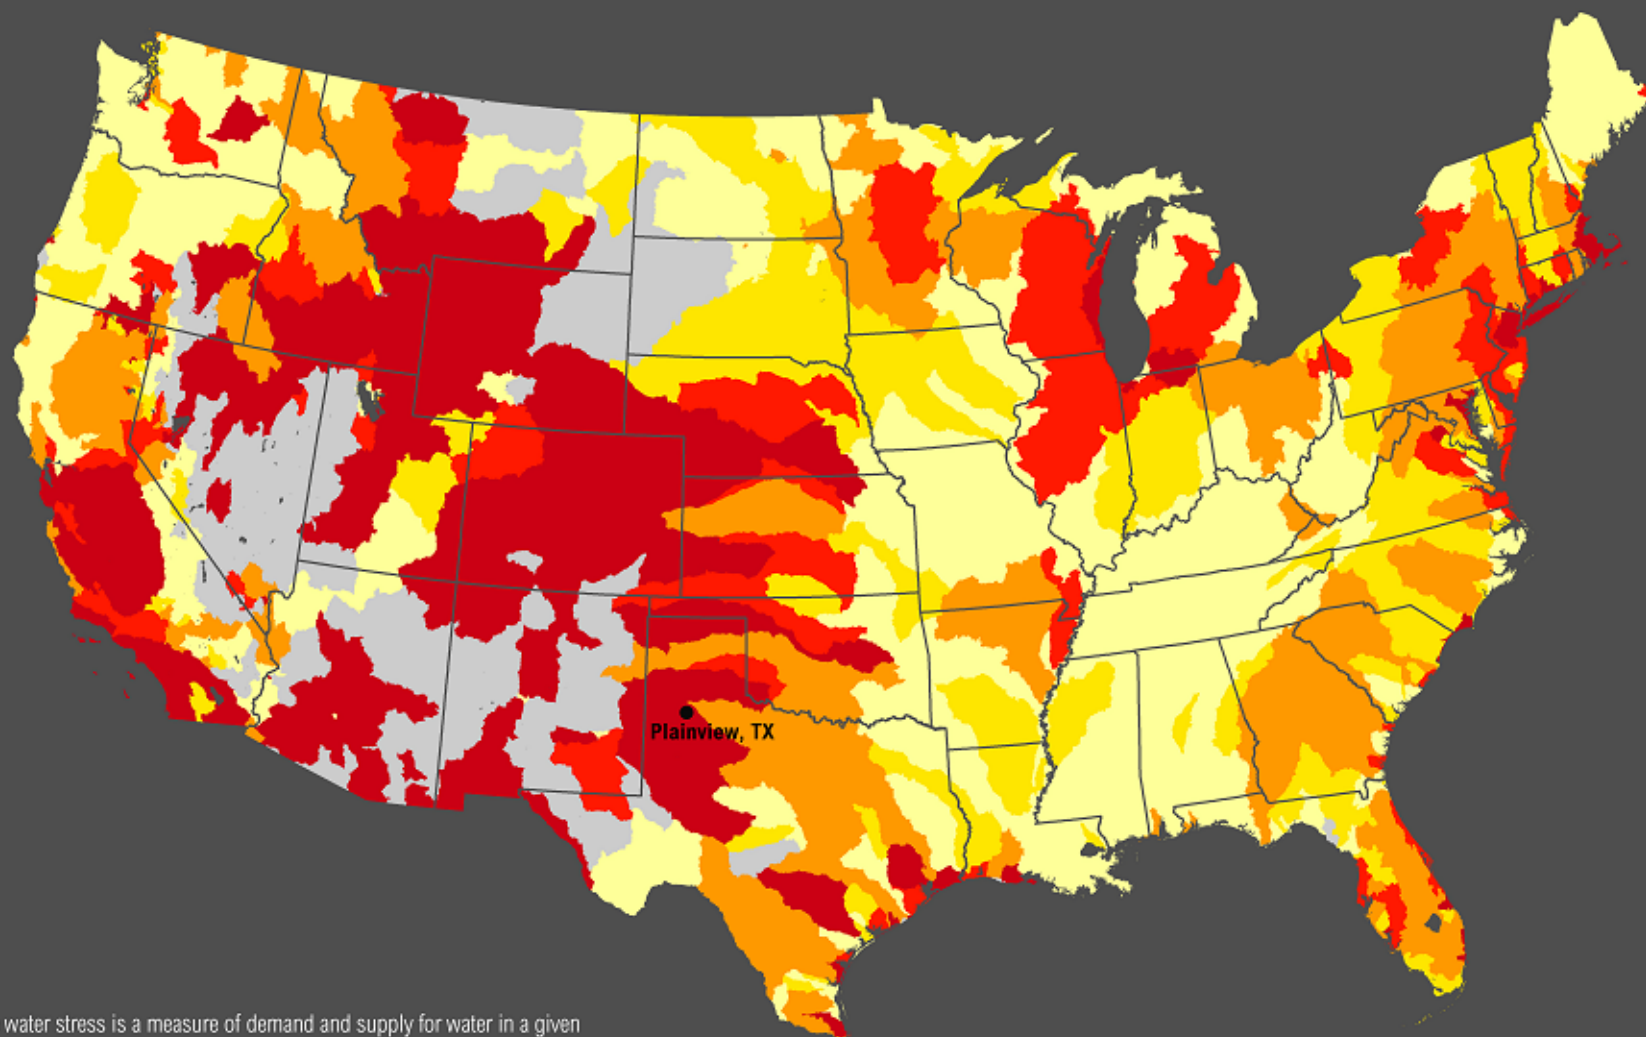 Plainview, TX
water stress is a measure of demand and supply for water in a given